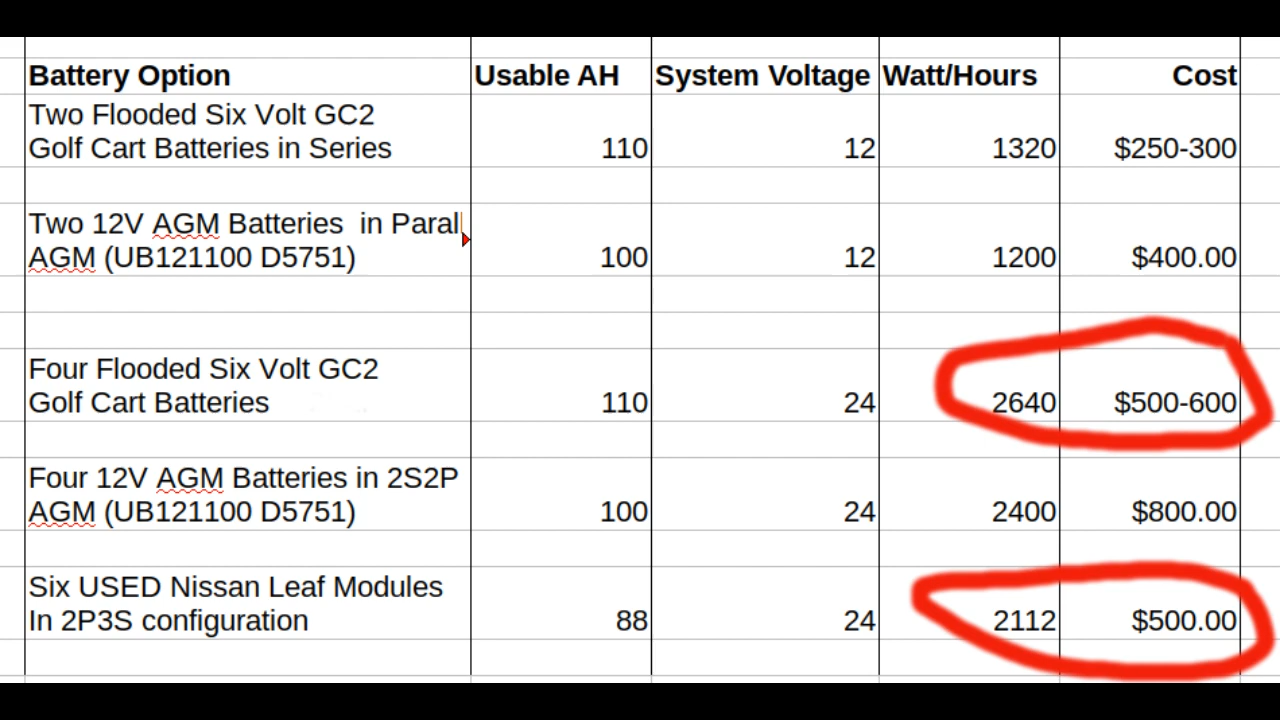 Battery Option Usable AH System Voltage Watt/Hours Cost
Two Flooded Six Volt GC2
Golf Cart Batteries in Series 110 12 1320 $250-300
Two 12V AGM Batteries  in Parall
AGM (UB121100 D5751) 100 12 1200 $400.00
Four Flooded Six Volt GC2
Golf Cart Batteries 110 24 2640 $500-600
Four 12V AGM Batteries in 2S2P
AGM (UB121100 D5751) 100 24 2400 $800.00
Six USED Nissan Leaf Modules
In 2P3S configuration 88 24 2112 $500.00